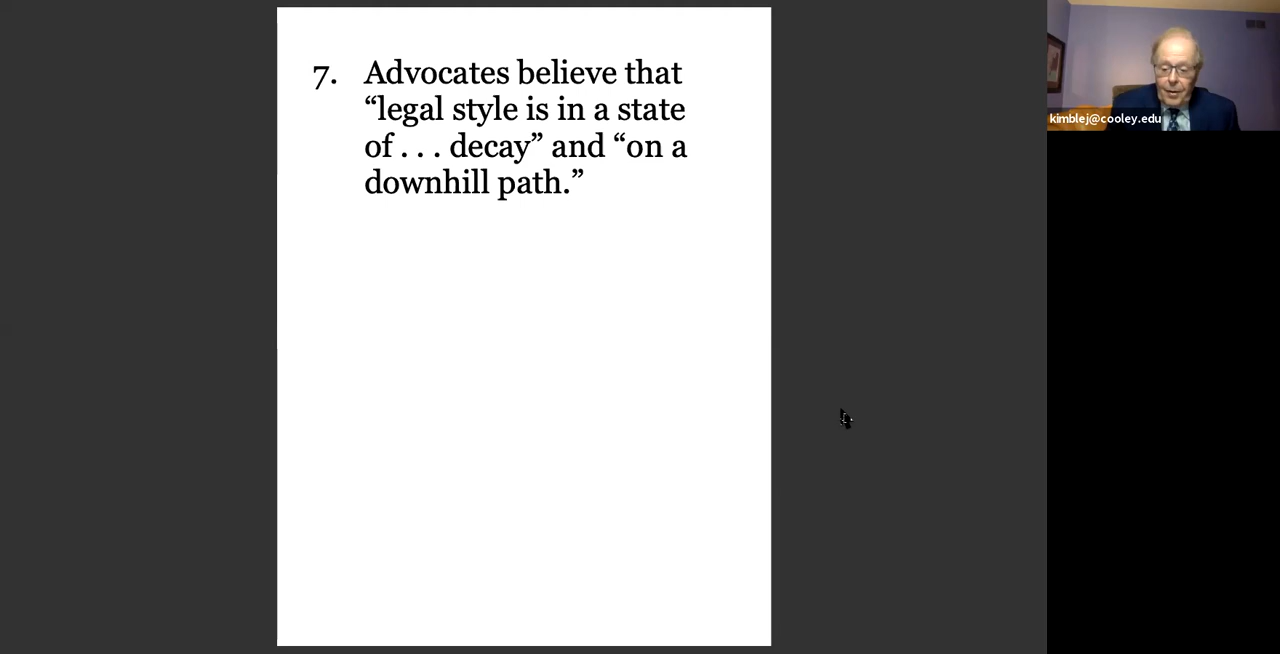 7. Advocates believe that
“legal style is in a state
of . . . decay” and “on a
downhill path.”
kimblej@cooley.edu